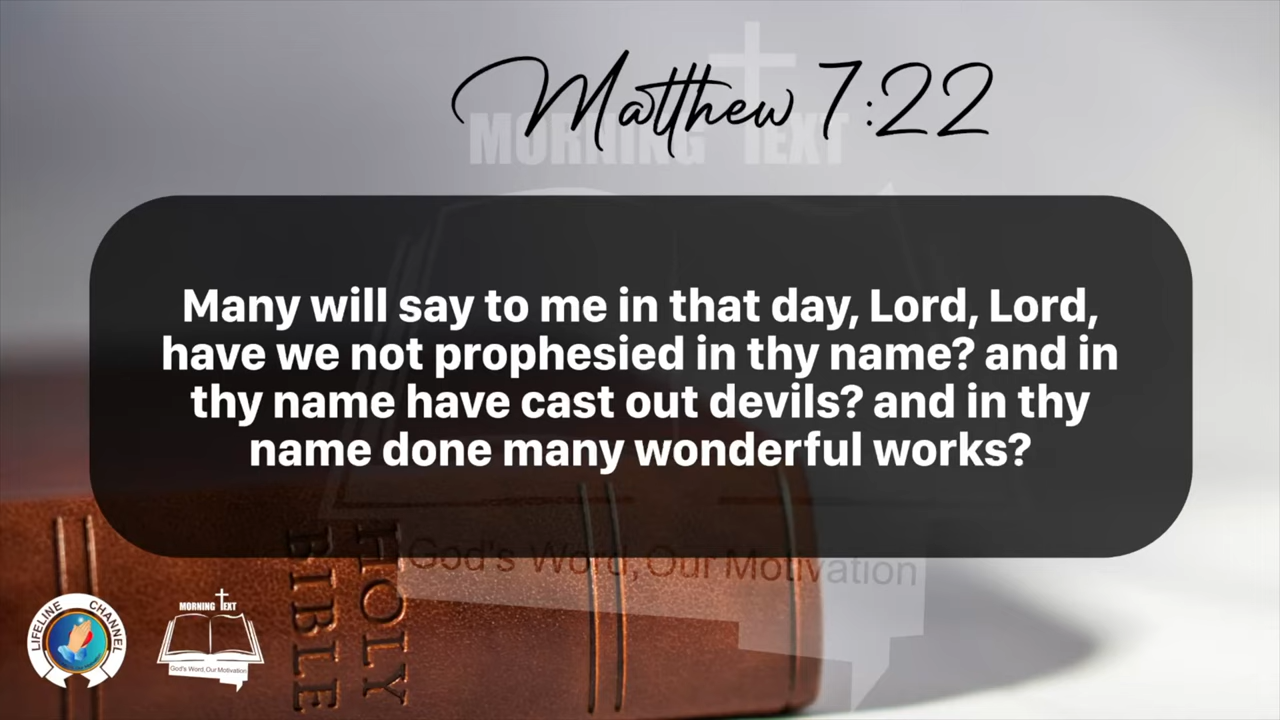 Matthew 7:22
MORNING TEXT
Many will say to me in that day, Lord, Lord,
have we not prophesied in thy name? and in
thy name have cast out devils? and in thy
name done many wonderful works?
God's Word, Our Motivation
HOLY
BIBLE
LIFELINE CHANNEL
MORNING TEXT
God's Word, Our Motivation